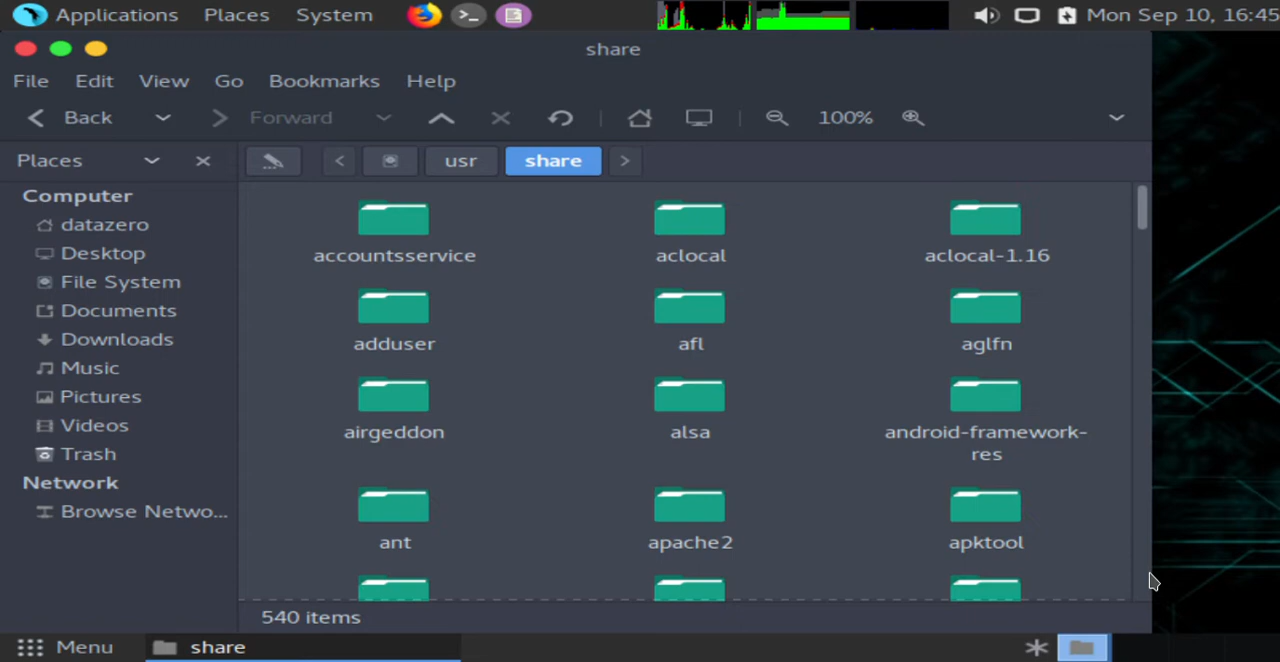 Applications Places System Mon Sep 10, 16:45
share
File Edit View Go Bookmarks Help
Back Forward 100%
Places usr share
Computer
datazero
Desktop
File System
Documents
Downloads
Music
Pictures
Videos
Trash
Network
Browse Netwo...
accountsservice aclocal aclocal-1.16
adduser afl aglfn
airgeddon alsa android-framework-
res
ant apache2 apktool
540 items
Menu share